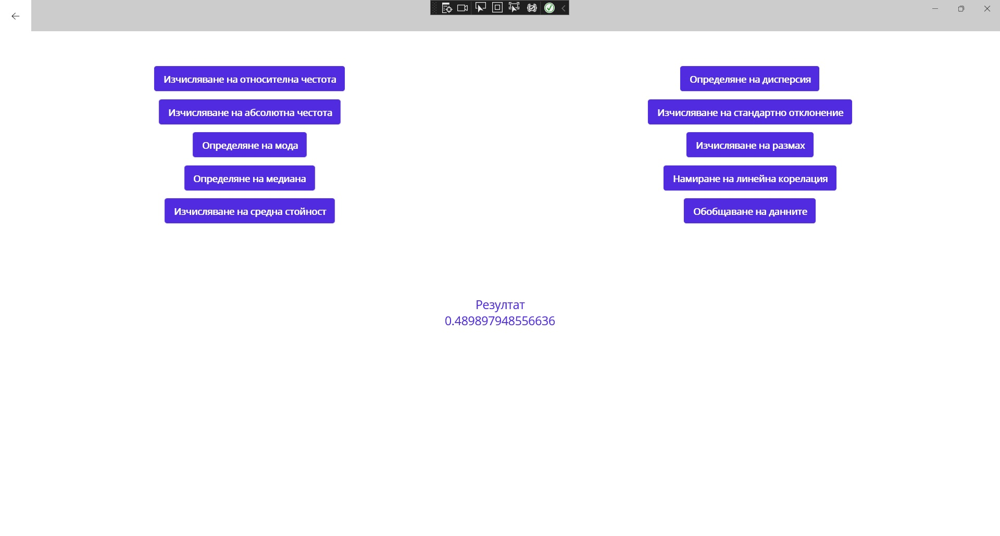 Изчисляване на относителна честота
Изчисляване на абсолютна честота
Определяне на мода
Определяне на медиана
Изчисляване на средна стойност
Определяне на дисперсия
Изчисляване на стандартно отклонение
Изчисляване на размах
Намиране на линейна корелация
Обобщаване на данните
Резултат
0.489897948556636